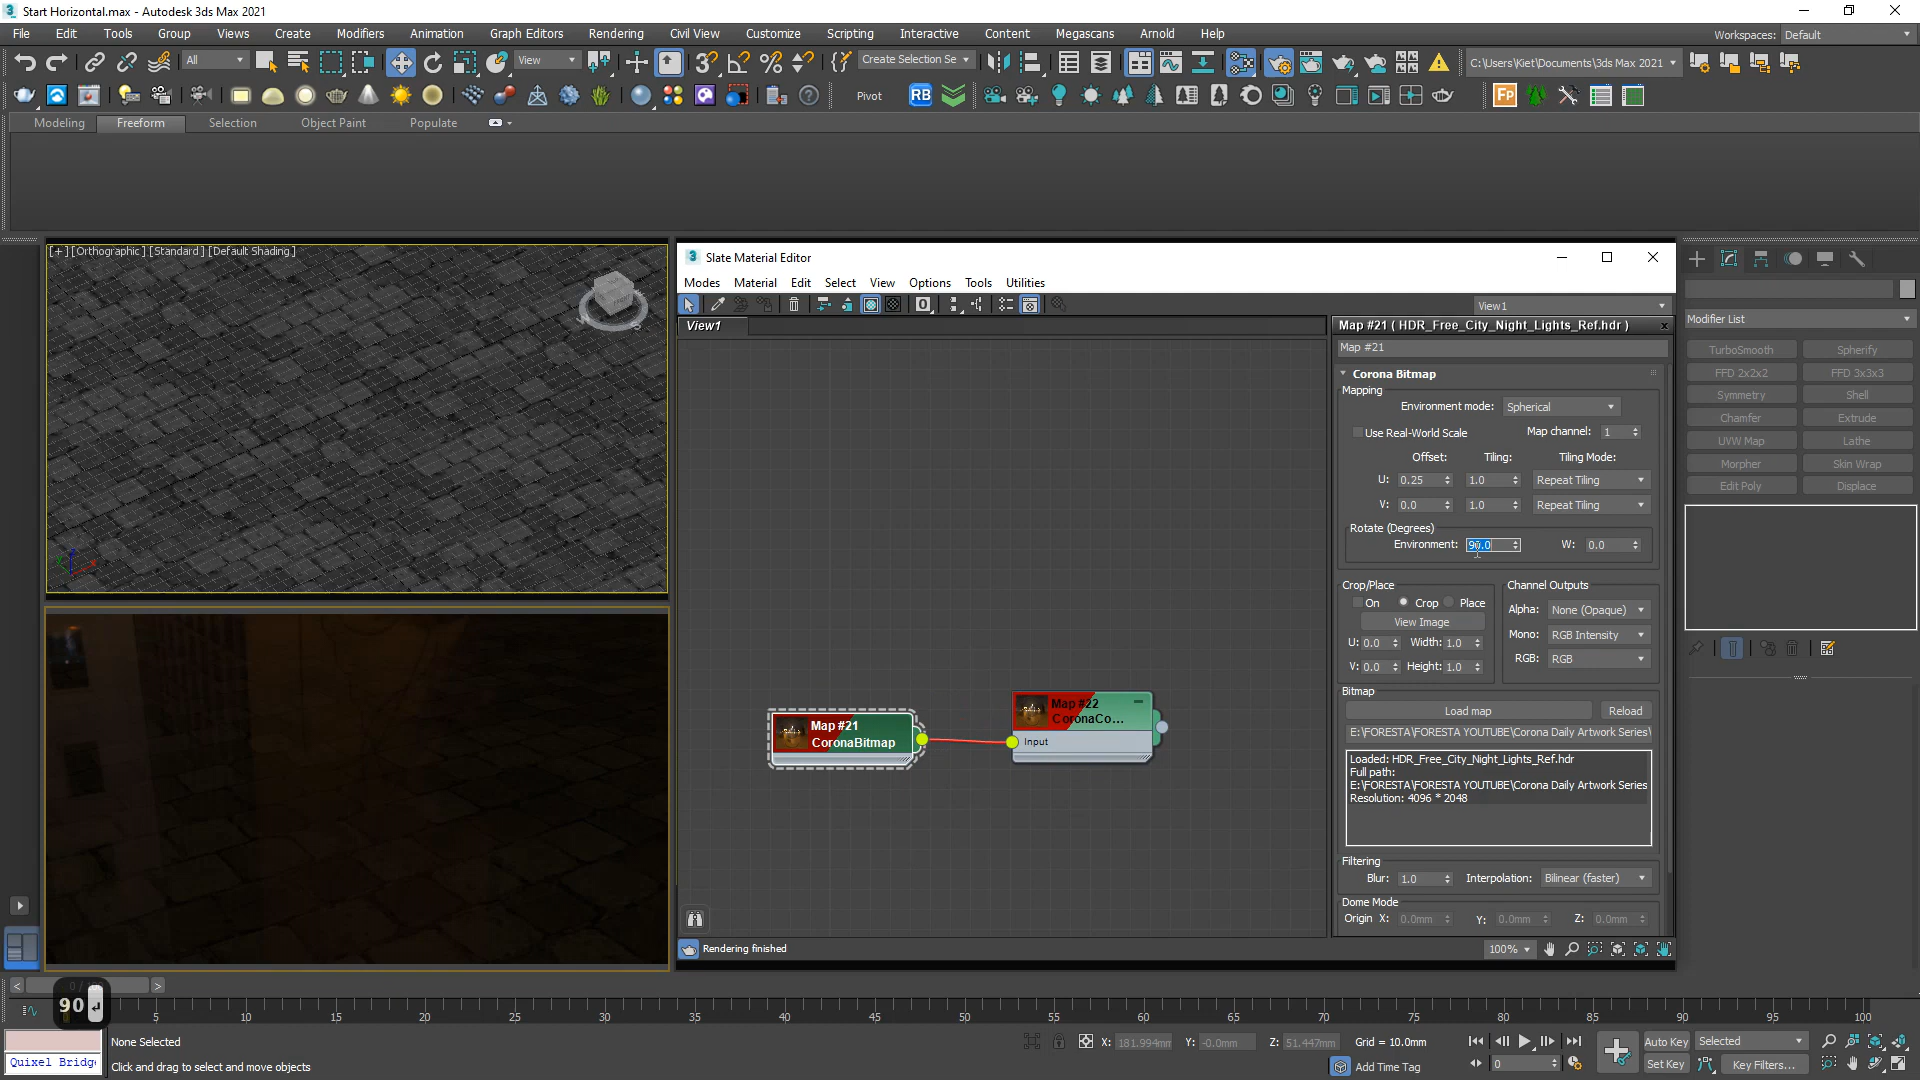 Start Horizontal.max - Autodesk 3ds Max 2021
File Edit Tools Group Views Create Modifiers Animation Graph Editors Rendering Civil View Customize Scripting Interactive Content Megascans Arnold Help
Workspaces: Default
All View Create Selection Se C:\Users\Kiet\Documents\3ds Max 2021
Pivot RB Fp
Modeling Freeform Selection Object Paint Populate
[+] [Orthographic] [Standard] [Default Shading]
Slate Material Editor
Modes Material Edit Select View Options Tools Utilities
View1
View1
Map #21 ( HDR_Free_City_Night_Lights_Ref.hdr )
Map #21
Corona Bitmap
Mapping
Environment mode: Spherical
Use Real-World Scale Map channel: 1
Offset: Tiling: Tiling Mode:
U: 0.25 1.0 Repeat Tiling
V: 0.0 1.0 Repeat Tiling
Rotate (Degrees)
Environment: 90.0 W: 0.0
Crop/Place Channel Outputs
On Crop Place Alpha: None (Opaque)
View Image
U: 0.0 Width: 1.0 Mono: RGB Intensity
V: 0.0 Height: 1.0 RGB: RGB
Bitmap
Load map Reload
E:\FORESTA\FORESTA YOUTUBE\Corona Daily Artwork Series\
Loaded: HDR_Free_City_Night_Lights_Ref.hdr
Full path:
E:\FORESTA\FORESTA YOUTUBE\Corona Daily Artwork Series
Resolution: 4096 * 2048
Filtering
Blur: 1.0 Interpolation: Bilinear (faster)
Dome Mode
Origin X: 0.0mm Y: 0.0mm Z: 0.0mm
Map #21
CoronaBitmap
Map #22
CoronaCo...
Input
Rendering finished
100%
Modifier List
TurboSmooth Spherify
FFD 2x2x2 FFD 3x3x3
Symmetry Shell
Chamfer Extrude
UVW Map Lathe
Morpher Skin Wrap
Edit Poly Displace
90
5 10 15 20 25 30 35 40 45 50 55 60 65 70 75 80 85 90 95 100
None Selected
X: 181.994mm Y: -0.0mm Z: 51.447mm Grid = 10.0mm
Auto Key Selected
Quixel Bridg
Click and drag to select and move objects
Add Time Tag
0
Set Key Key Filters...